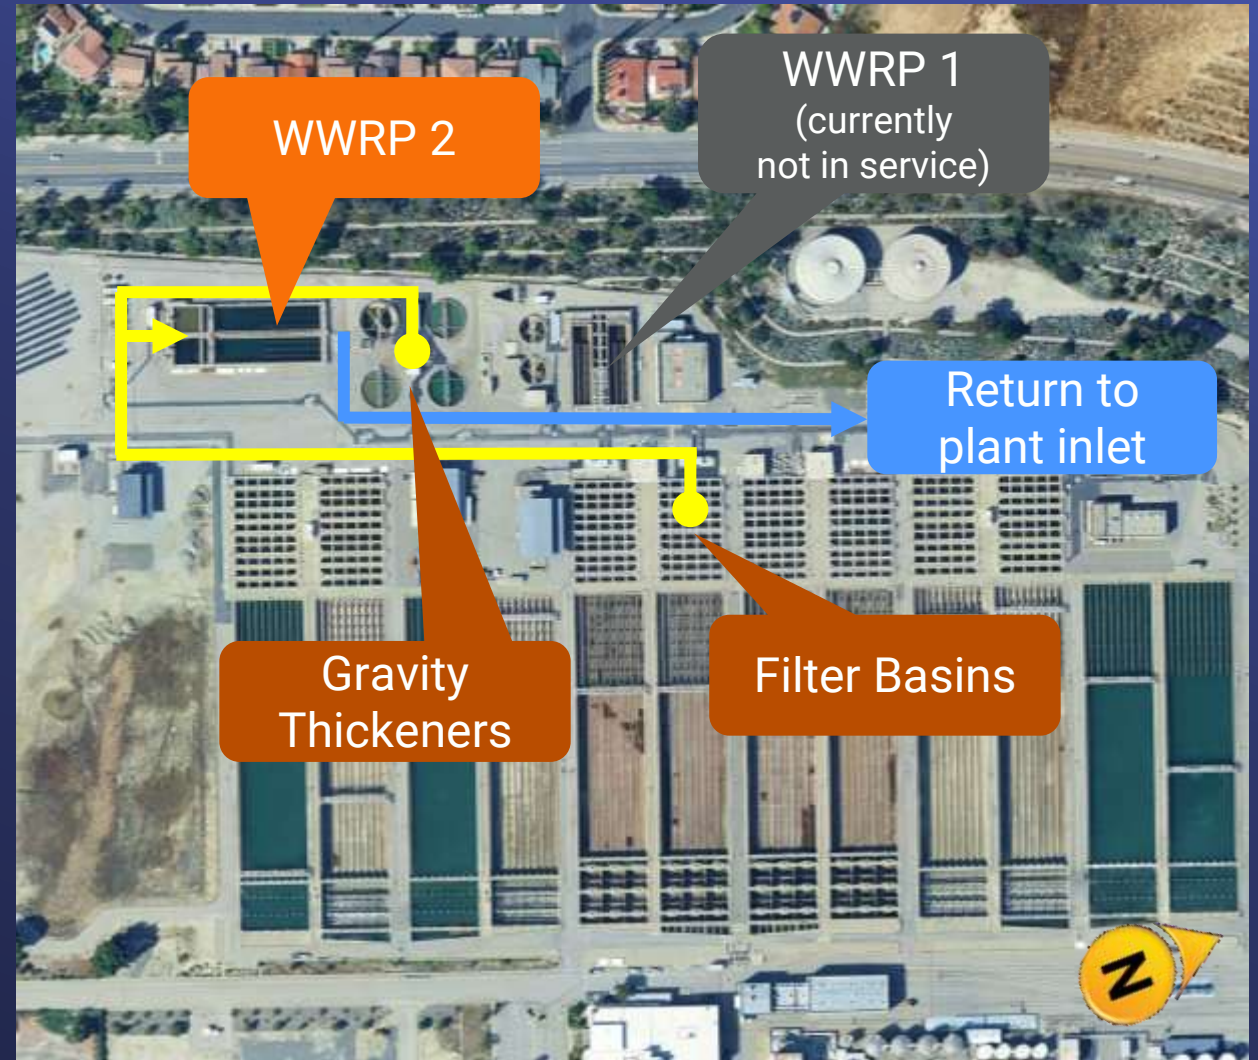 WWRP 2
WWRP 1
(currently
not in service)
Return to
plant inlet
Gravity
Thickeners
Filter Basins
N